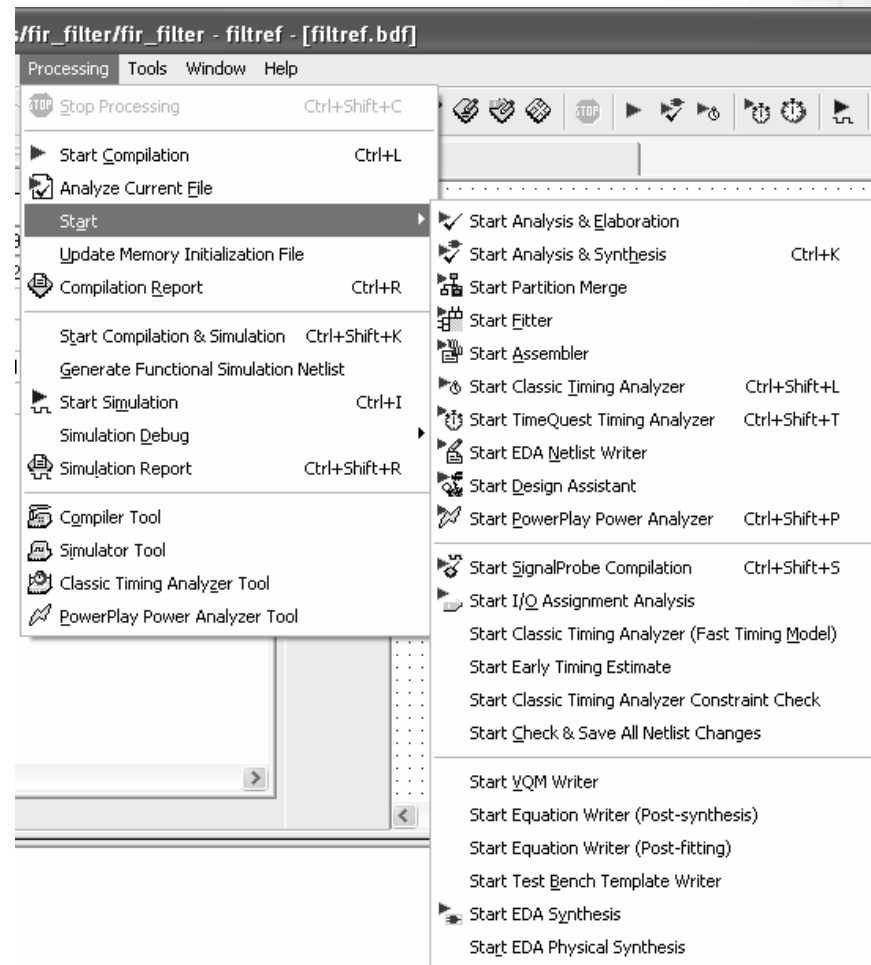 :/fir_filter/fir_filter - filtref - [filtref.bdf]
Processing Tools Window Help
STOP Stop Processing Ctrl+Shift+C
STOP
Start Compilation Ctrl+L
Analyze Current File
Start
Update Memory Initialization File
Compilation Report Ctrl+R
Start Compilation & Simulation Ctrl+Shift+K
Generate Functional Simulation Netlist
Start Simulation Ctrl+I
Simulation Debug
Simulation Report Ctrl+Shift+R
Compiler Tool
Simulator Tool
Classic Timing Analyzer Tool
PowerPlay Power Analyzer Tool
Start Analysis & Elaboration
Start Analysis & Synthesis Ctrl+K
Start Partition Merge
Start Fitter
Start Assembler
Start Classic Timing Analyzer Ctrl+Shift+L
Start TimeQuest Timing Analyzer Ctrl+Shift+T
Start EDA Netlist Writer
Start Design Assistant
Start PowerPlay Power Analyzer Ctrl+Shift+P
Start SignalProbe Compilation Ctrl+Shift+S
Start I/O Assignment Analysis
Start Classic Timing Analyzer (Fast Timing Model)
Start Early Timing Estimate
Start Classic Timing Analyzer Constraint Check
Start Check & Save All Netlist Changes
Start VQM Writer
Start Equation Writer (Post-synthesis)
Start Equation Writer (Post-fitting)
Start Test Bench Template Writer
Start EDA Synthesis
Start EDA Physical Synthesis